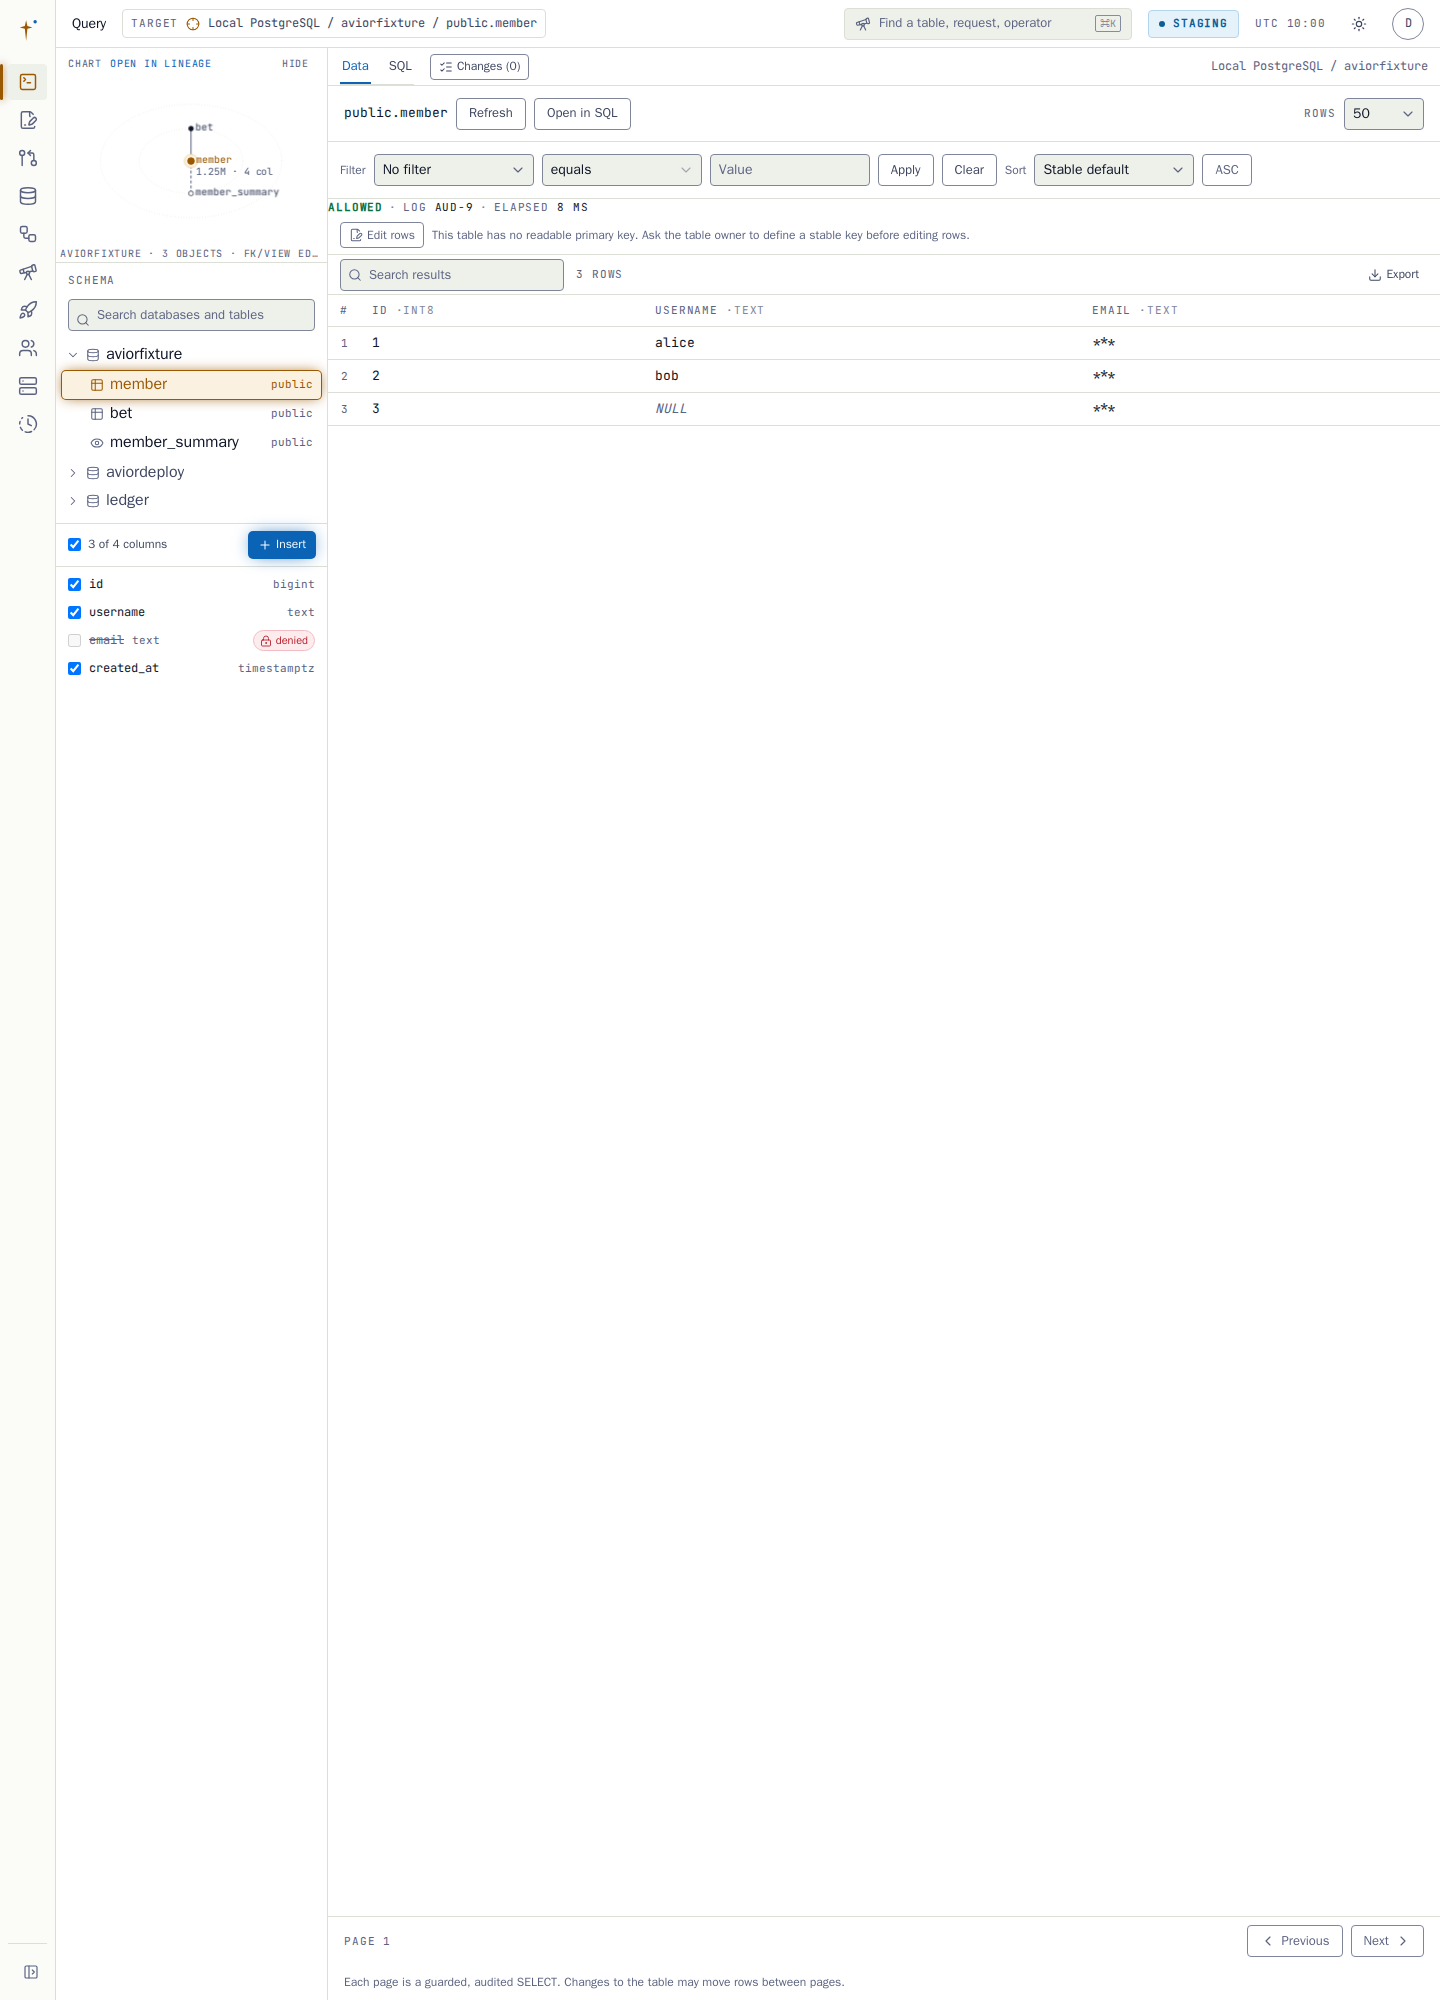 Query
TARGET Local PostgreSQL / aviorfixture / public.member
Find a table, request, operator
⌘K
STAGING
UTC 10:00
D
CHART OPEN IN LINEAGE
HIDE
bet
member
1.25M · 4 col
member_summary
AVIORFIXTURE · 3 OBJECTS · FK/VIEW ED…
SCHEMA
Search databases and tables
aviorfixture
member public
bet public
member_summary public
aviordeploy
ledger
3 of 4 columns
Insert
id bigint
username text
email text denied
created_at timestamptz
Data
SQL
Changes (0)
Local PostgreSQL / aviorfixture
public.member
Refresh
Open in SQL
ROWS
50
Filter
No filter
equals
Value
Apply
Clear
Sort
Stable default
ASC
ALLOWED · LOG AUD-9 · ELAPSED 8 MS
Edit rows
This table has no readable primary key. Ask the table owner to define a stable key before editing rows.
Search results
3 ROWS
Export
# ID ·INT8 USERNAME ·TEXT EMAIL ·TEXT
1 1 alice ***
2 2 bob ***
3 3 NULL ***
PAGE 1
Previous
Next
Each page is a guarded, audited SELECT. Changes to the table may move rows between pages.